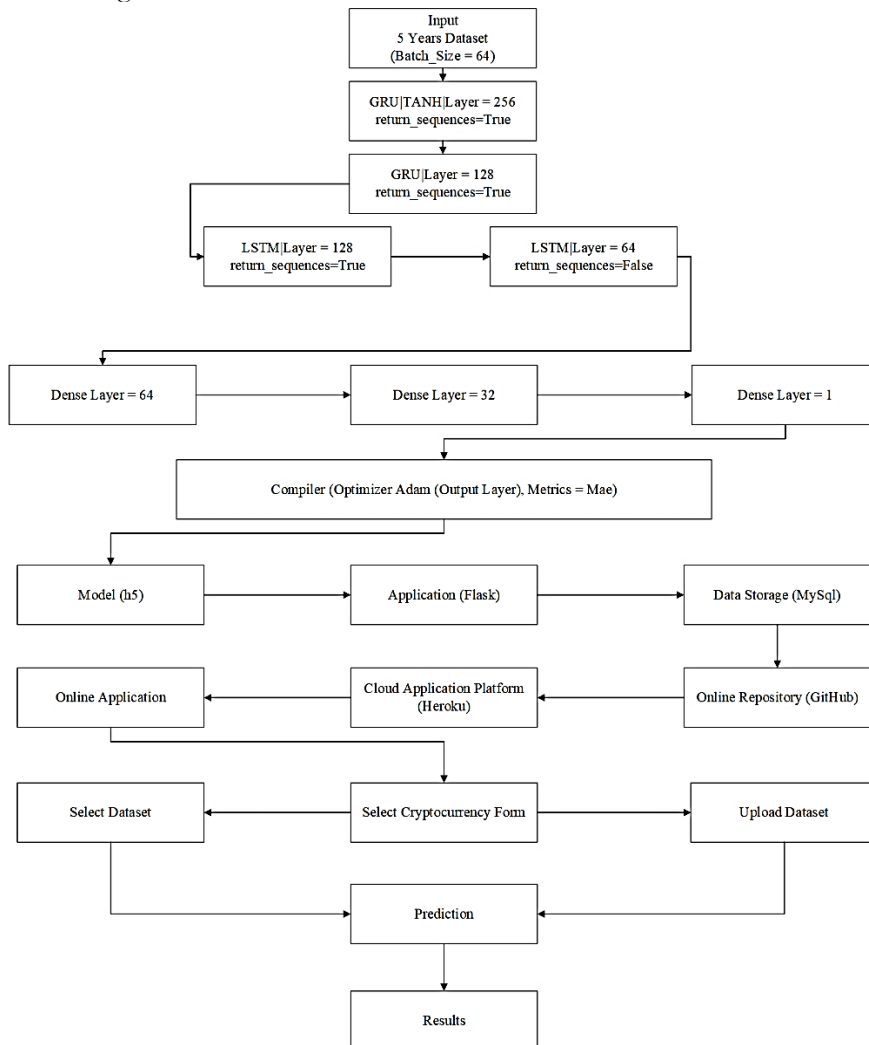 Input
5 Years Dataset
(Batch_Size = 64)
GRU|TANH|Layer = 256
return_sequences=True
GRU|Layer = 128
return_sequences=True
LSTM|Layer = 128
return_sequences=True
LSTM|Layer = 64
return_sequences=False
Dense Layer = 64
Dense Layer = 32
Dense Layer = 1
Compiler (Optimizer Adam (Output Layer), Metrics = Mae)
Model (h5)
Application (Flask)
Data Storage (MySql)
Online Application
Cloud Application Platform
(Heroku)
Online Repository (GitHub)
Select Dataset
Select Cryptocurrency Form
Upload Dataset
Prediction
Results